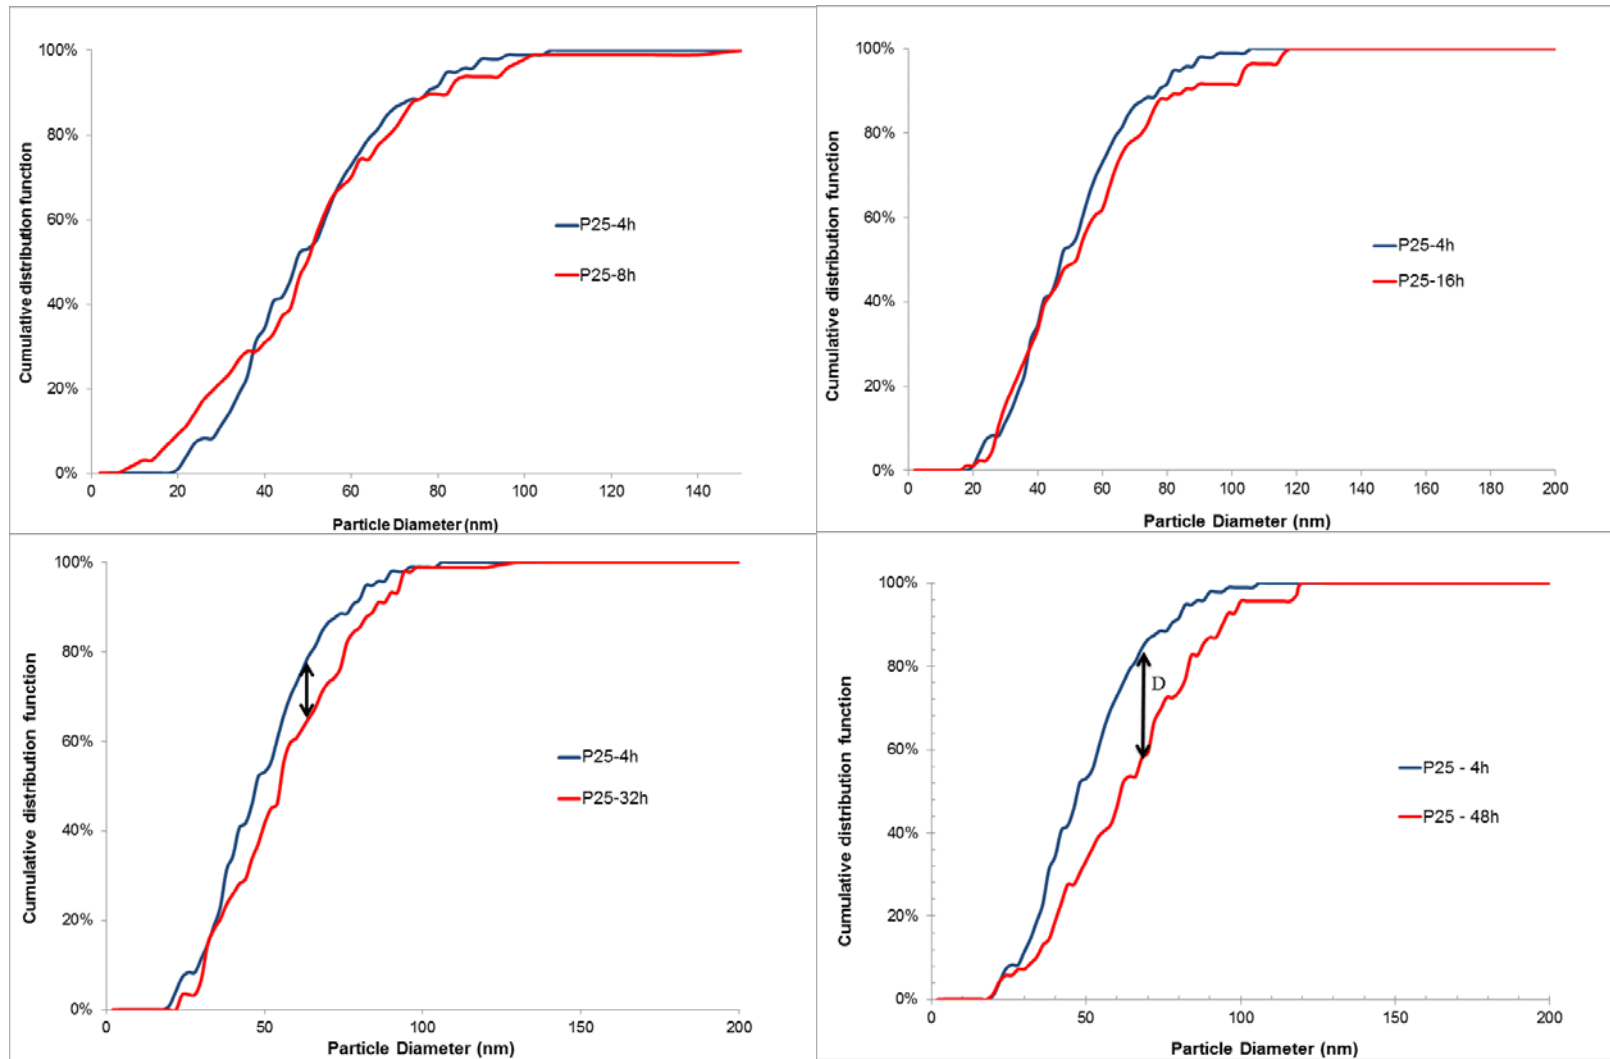 Cumulative distribution function
100%
80%
60%
40%
20%
0%
0 20 40 60 80 100 120 140
Particle Diameter (nm)
P25-4h
P25-8h
Cumulative distribution function
100%
80%
60%
40%
20%
0%
0 20 40 60 80 100 120 140 160 180 200
Particle Diameter (nm)
P25-4h
P25-16h
Cumulative distribution function
100%
80%
60%
40%
20%
0%
0 50 100 150 200
Particle Diameter (nm)
P25-4h
P25-32h
Cumulative distribution function
100%
80%
60%
40%
20%
0%
0 50 100 150 200
Particle Diameter (nm)
D
P25 - 4h
P25 - 48h